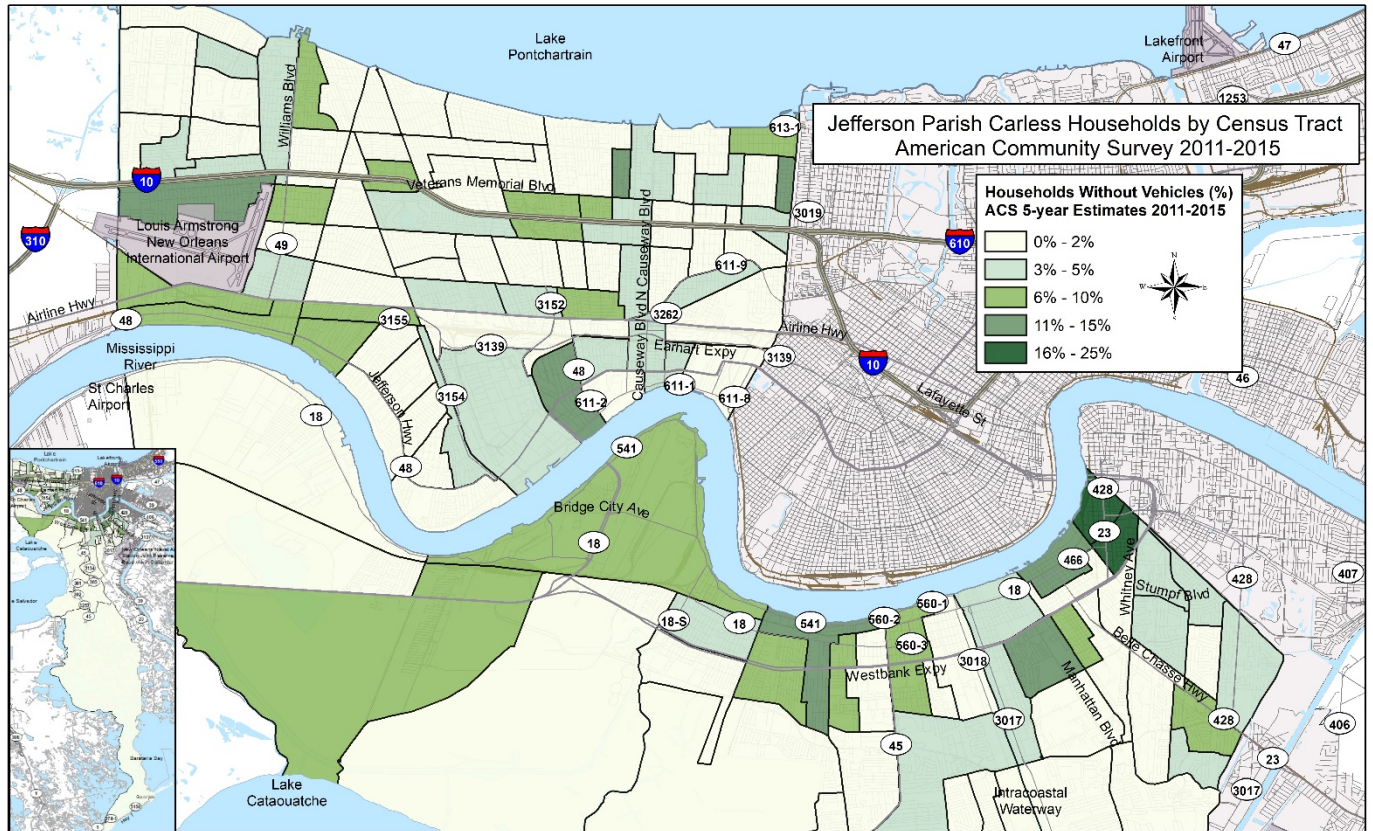 Lake
Pontchartrain
Lakefront
Airport
47
1253
613-1
Jefferson Parish Carless Households by Census Tract
American Community Survey 2011-2015
Williams Blvd
10
Veterans Memorial Blvd
Households Without Vehicles (%)
ACS 5-year Estimates 2011-2015
0% - 2%
3% - 5%
6% - 10%
11% - 15%
16% - 25%
N
W
E
S
310
Louis Armstrong
New Orleans
International Airport
49
Causeway Blvd N Causeway Blvd
3019
610
611-9
Airline Hwy
48
3155
3152
3262
Airline Hwy
Mississippi
River
3139
Earhart Expy
3139
10
St Charles
Airport
18
Jefferson Hwy
3154
48
611-2
611-1
611-8
Lafayette St
46
48
541
Bridge City Ave
18
428
23
466
Whitney Ave
Stumpf Blvd
428
407
18-S
18
541
560-2
560-1
560-3
18
Westbank Expy
3018
Manhattan Blvd
Belle Chasse Hwy
3017
428
406
45
23
3017
Lake
Cataouatche
Intracoastal
Waterway
Lake
Pontchartrain
Lake
Cataouatche